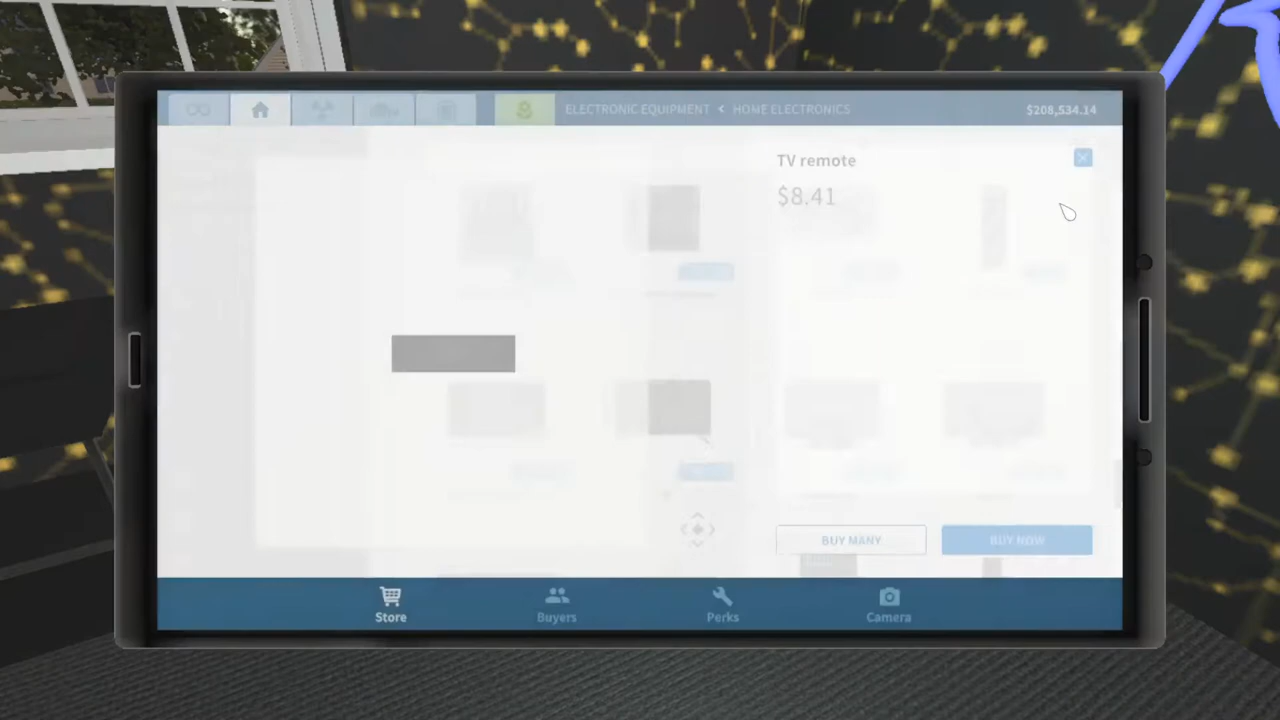 ELECTRONIC EQUIPMENT < HOME ELECTRONICS
$208,534.14
TV remote
$8.41
BUY MANY
BUY NOW
Store
Buyers
Perks
Camera